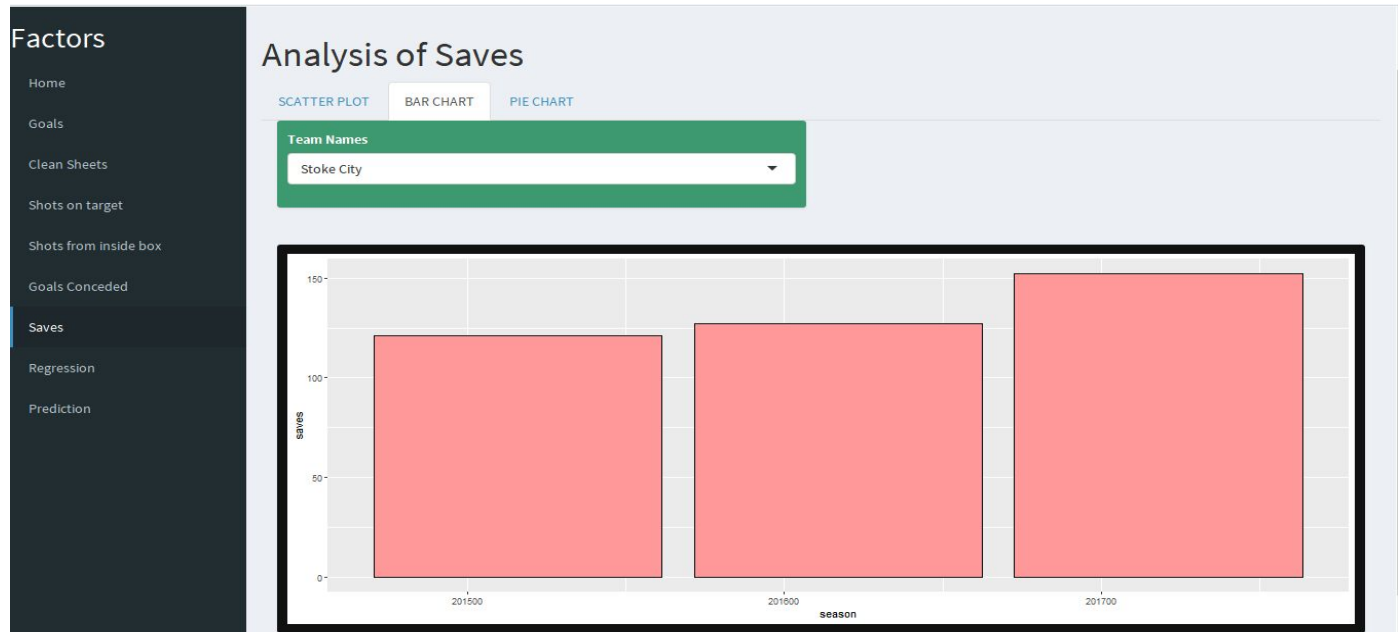 Factors
Home
Goals
Clean Sheets
Shots on target
Shots from inside box
Goals Conceded
Saves
Regression
Prediction
Analysis of Saves
SCATTER PLOT BAR CHART PIE CHART
Team Names
Stoke City
150
100
50
0
saves
201500 201600 201700
season